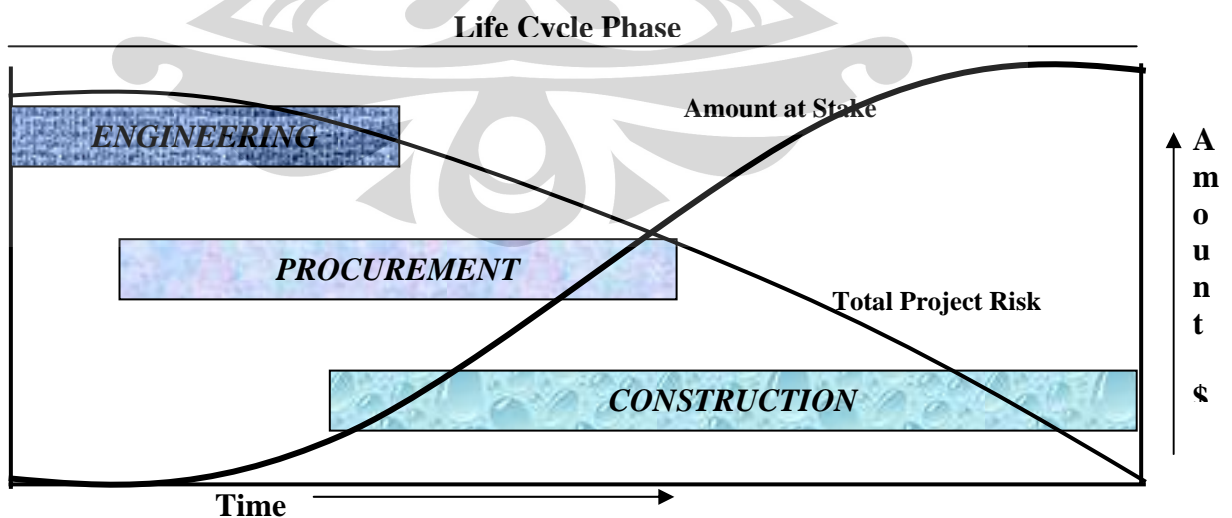 Life Cycle Phase
Amount at Stake
ENGINEERING
PROCUREMENT
Total Project Risk
CONSTRUCTION
Time
A
m
o
u
n
t
$